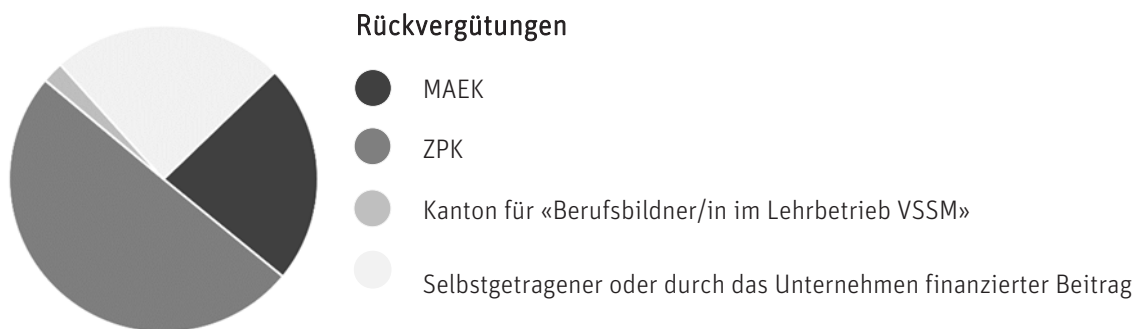 Rückvergütungen
MAEK
ZPK
Kanton für «Berufsbildner/in im Lehrbetrieb VSSM»
Selbstgetragener oder durch das Unternehmen finanzierter Beitrag